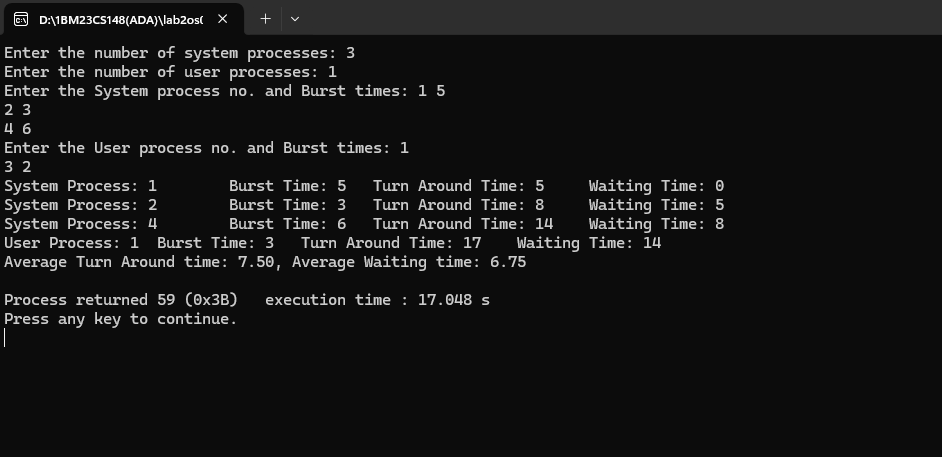 D:\1BM23CS148(ADA)\lab2os(
Enter the number of system processes: 3
Enter the number of user processes: 1
Enter the System process no. and Burst times: 1 5
2 3
4 6
Enter the User process no. and Burst times: 1
3 2
System Process: 1        Burst Time: 5   Turn Around Time: 5     Waiting Time: 0
System Process: 2        Burst Time: 3   Turn Around Time: 8     Waiting Time: 5
System Process: 4        Burst Time: 6   Turn Around Time: 14    Waiting Time: 8
User Process: 1  Burst Time: 3   Turn Around Time: 17    Waiting Time: 14
Average Turn Around time: 7.50, Average Waiting time: 6.75
Process returned 59 (0x3B)   execution time : 17.048 s
Press any key to continue.